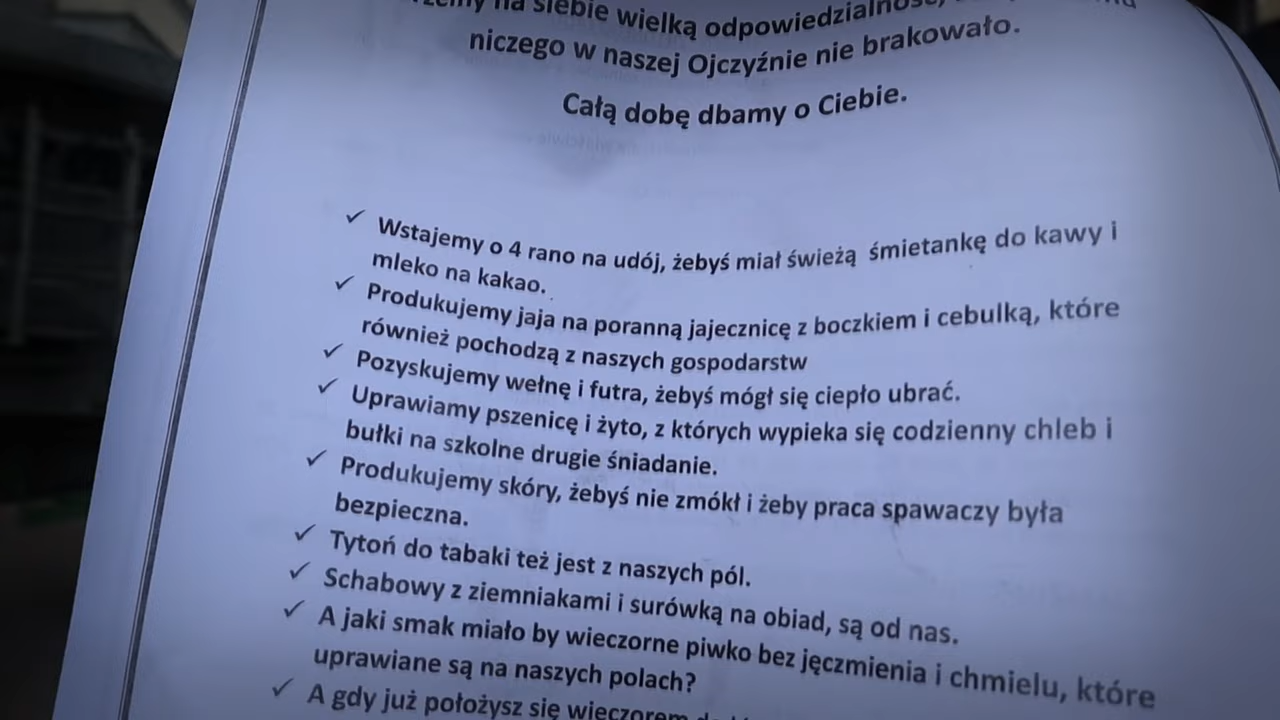 na siebie wielką odpowiedzialność,
niczego w naszej Ojczyźnie nie brakowało.
Całą dobę dbamy o Ciebie.
✓ Wstajemy o 4 rano na udój, żebyś miał świeżą śmietankę do kawy i
mleko na kakao.
✓ Produkujemy jaja na poranną jajecznicę z boczkiem i cebulką, które
również pochodzą z naszych gospodarstw
✓ Pozyskujemy wełnę i futra, żebyś mógł się ciepło ubrać.
✓ Uprawiamy pszenicę i żyto, z których wypieka się codzienny chleb i
bułki na szkolne drugie śniadanie.
✓ Produkujemy skóry, żebyś nie zmókł i żeby praca spawaczy była
bezpieczna.
✓ Tytoń do tabaki też jest z naszych pól.
✓ Schabowy z ziemniakami i surówką na obiad, są od nas.
✓ A jaki smak miało by wieczorne piwko bez jęczmienia i chmielu, które
uprawiane są na naszych polach?
✓ A gdy już położysz się wieczorem